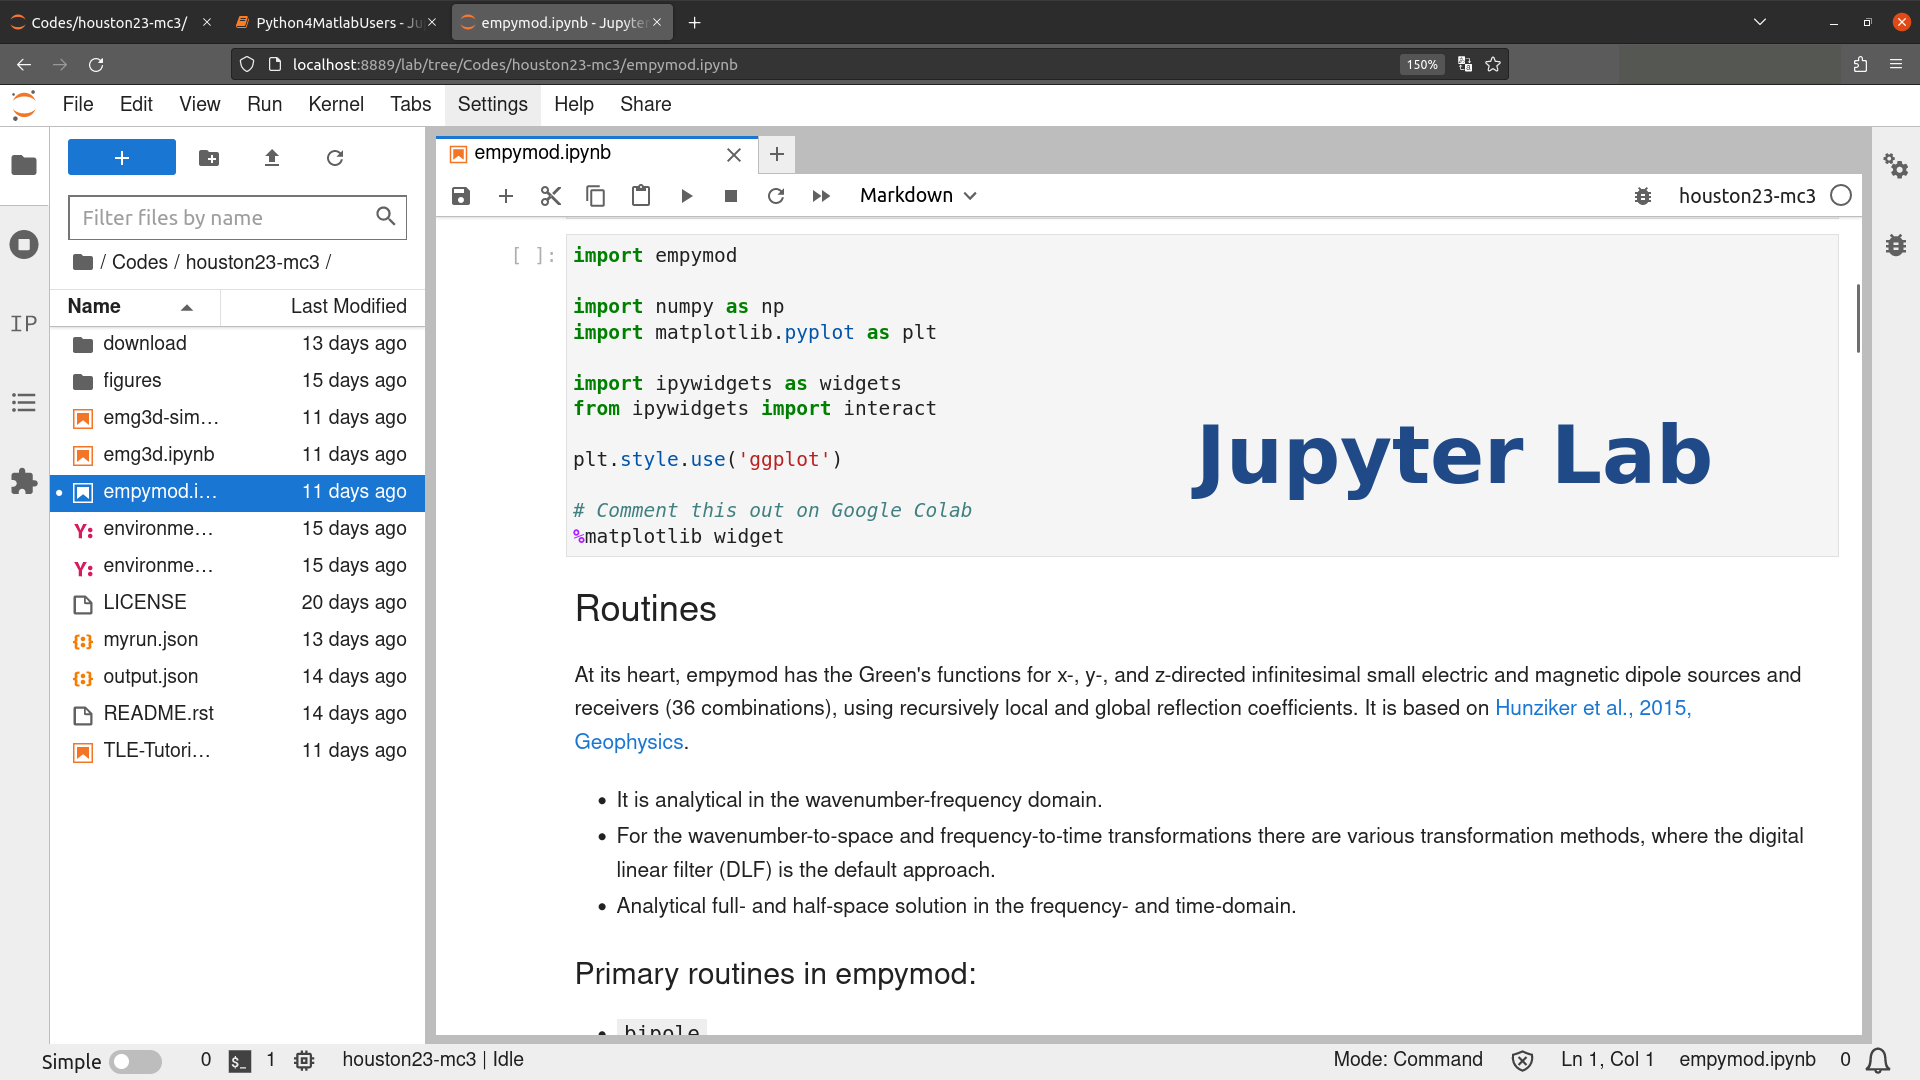 Codes/houston23-mc3/
Python4MatlabUsers - Ju
empymod.ipynb - Jupyte
localhost:8889/lab/tree/Codes/houston23-mc3/empymod.ipynb
150%
File Edit View Run Kernel Tabs Settings Help Share
empymod.ipynb
Markdown
houston23-mc3
Filter files by name
/ Codes / houston23-mc3 /
IP
Name Last Modified
download 13 days ago
figures 15 days ago
emg3d-sim... 11 days ago
emg3d.ipynb 11 days ago
empymod.i... 11 days ago
environme... 15 days ago
environme... 15 days ago
LICENSE 20 days ago
myrun.json 13 days ago
output.json 14 days ago
README.rst 14 days ago
TLE-Tutori... 11 days ago
[ ]:
import empymod
import numpy as np
import matplotlib.pyplot as plt
import ipywidgets as widgets
from ipywidgets import interact
plt.style.use('ggplot')
# Comment this out on Google Colab
%matplotlib widget
Jupyter Lab
Routines
At its heart, empymod has the Green's functions for x-, y-, and z-directed infinitesimal small electric and magnetic dipole sources and
receivers (36 combinations), using recursively local and global reflection coefficients. It is based on Hunziker et al., 2015,
Geophysics.
• It is analytical in the wavenumber-frequency domain.
• For the wavenumber-to-space and frequency-to-time transformations there are various transformation methods, where the digital
linear filter (DLF) is the default approach.
• Analytical full- and half-space solution in the frequency- and time-domain.
Primary routines in empymod:
• bipole
Simple 0 $_ 1 houston23-mc3 | Idle Mode: Command Ln 1, Col 1 empymod.ipynb 0